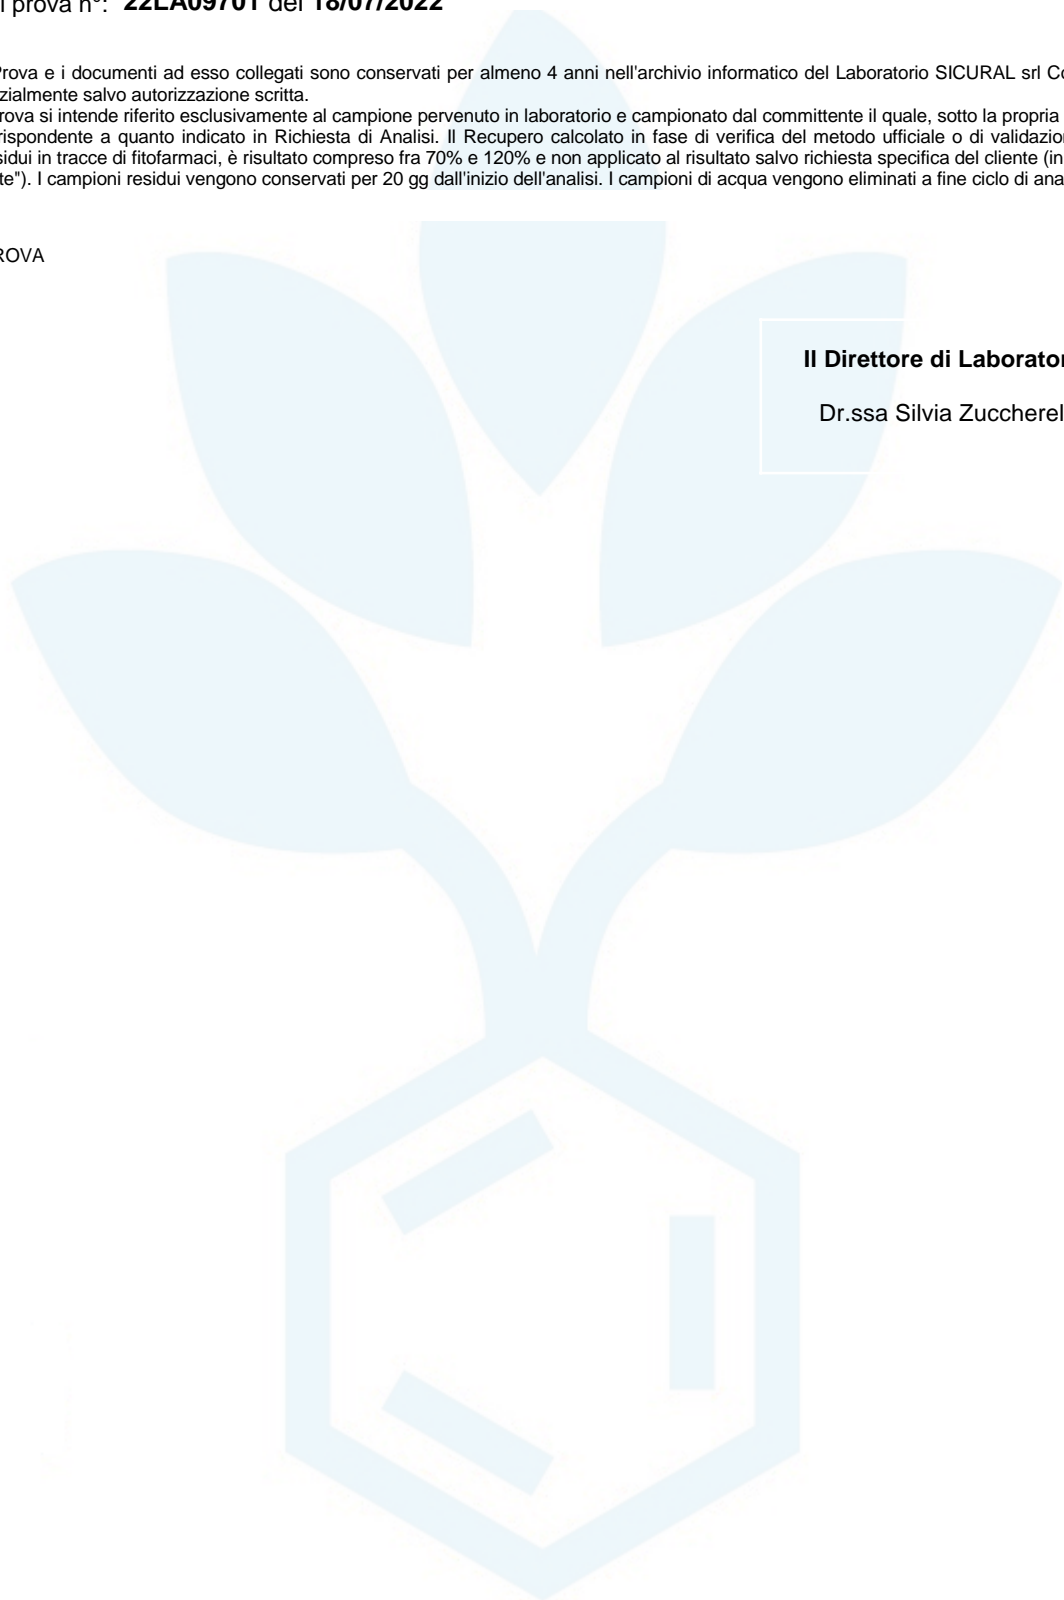 i prova n°: 22LA09701 del 18/07/2022
Prova e i documenti ad esso collegati sono conservati per almeno 4 anni nell'archivio informatico del Laboratorio SICURAL srl Co
zialmente salvo autorizzazione scritta.
rova si intende riferito esclusivamente al campione pervenuto in laboratorio e campionato dal committente il quale, sotto la propria
rispondente a quanto indicato in Richiesta di Analisi. Il Recupero calcolato in fase di verifica del metodo ufficiale o di validazion
sidui in tracce di fitofarmaci, è risultato compreso fra 70% e 120% e non applicato al risultato salvo richiesta specifica del cliente (in
te"). I campioni residui vengono conservati per 20 gg dall'inizio dell'analisi. I campioni di acqua vengono eliminati a fine ciclo di ana
ROVA
Il Direttore di Laborator
Dr.ssa Silvia Zuccherel